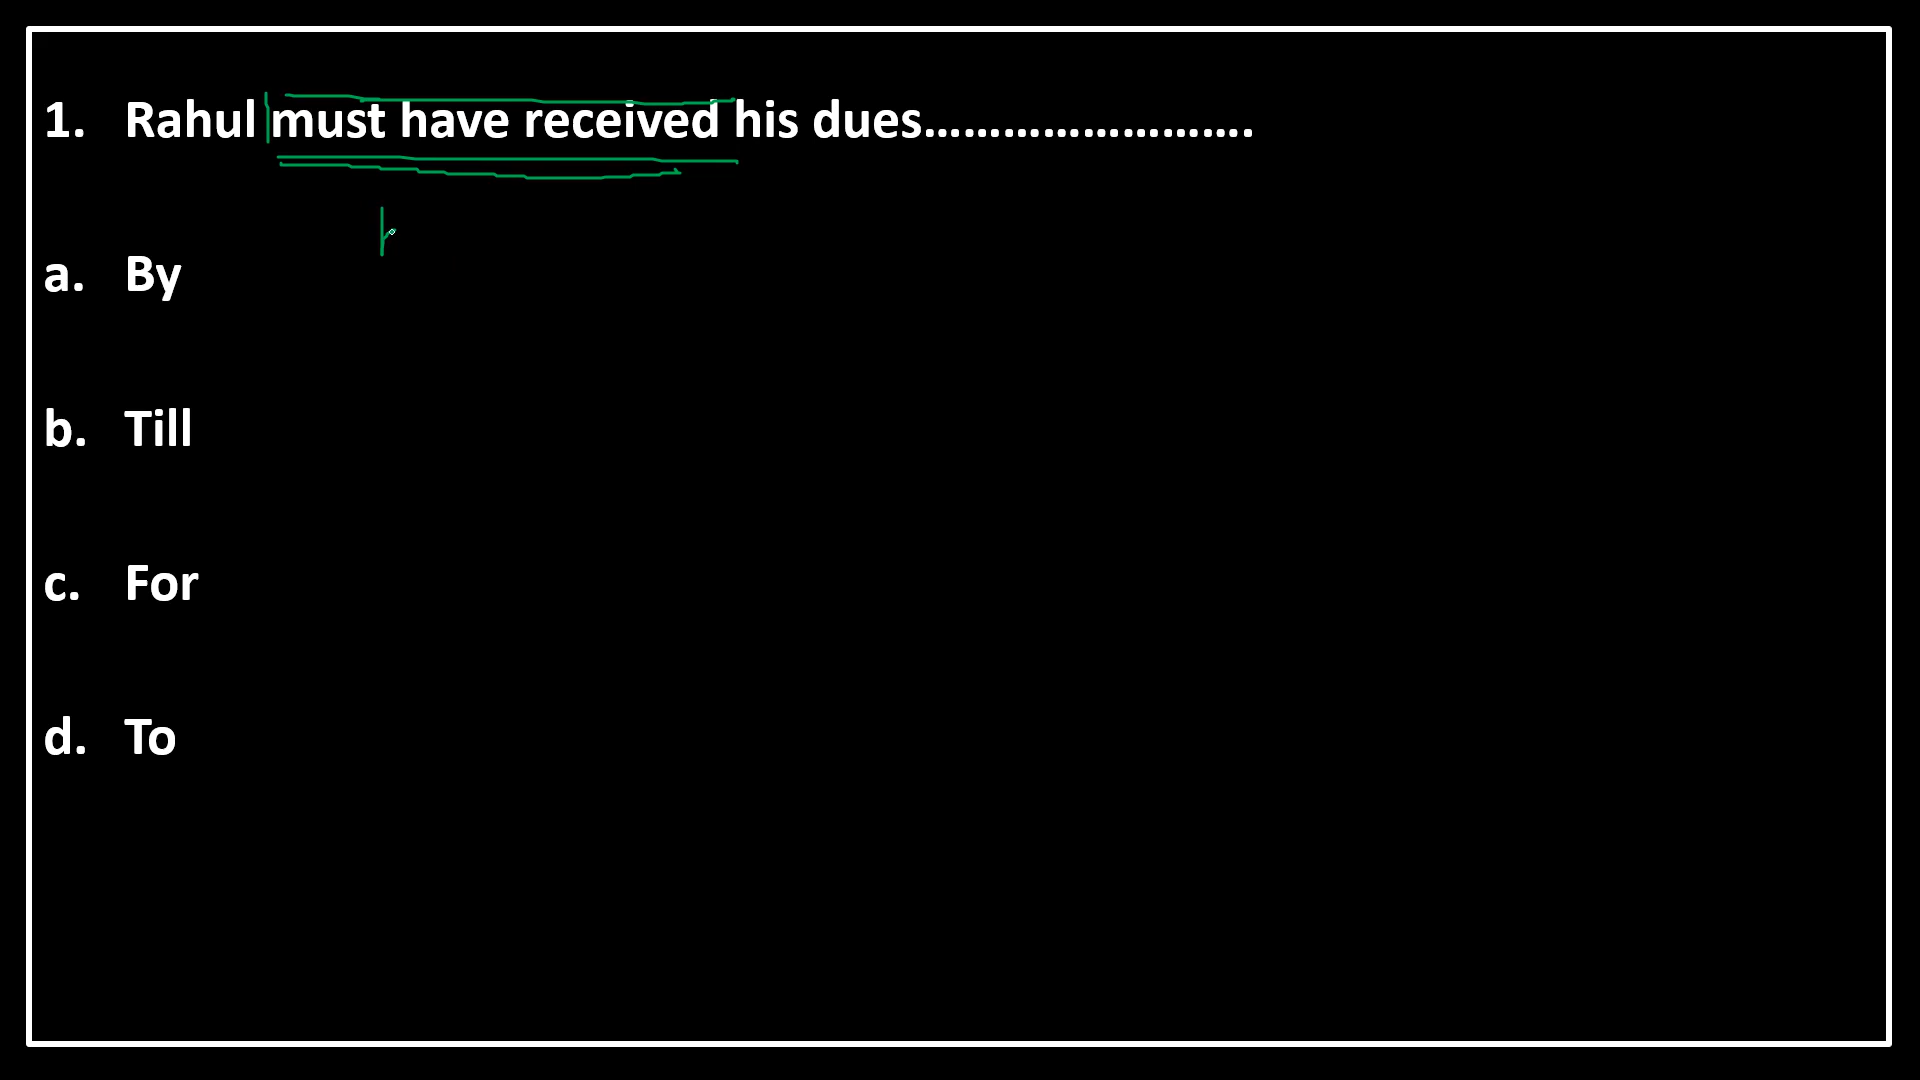 1. Rahul must have received his dues..........................
a. By
b. Till
c. For
d. To